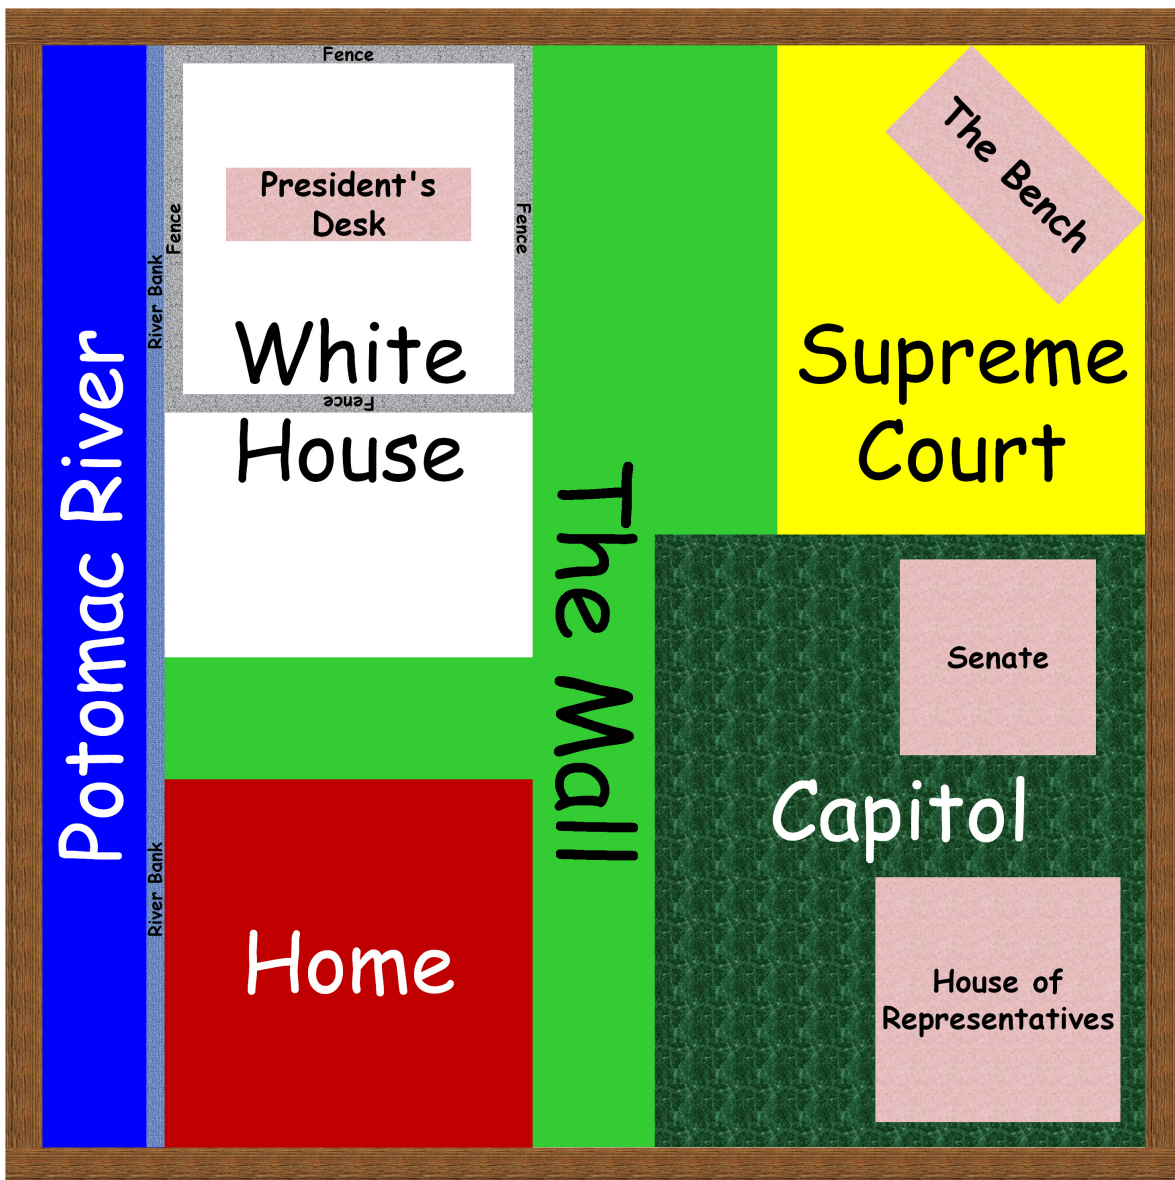 Fence
President's
Desk
Fence
Fence
The Bench
River Bank
White
House
Fence
Supreme
Court
Potomac River
The Mall
Senate
Capitol
River Bank
Home
House of
Representatives